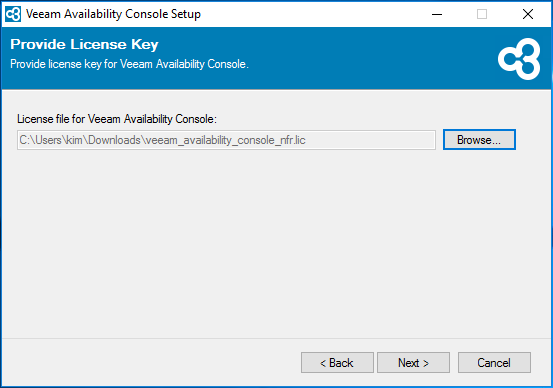 Veeam Availability Console Setup
Provide License Key
Provide license key for Veeam Availability Console.
License file for Veeam Availability Console:
C:\Users\kim\Downloads\veeam_availability_console_nfr.lic
Browse...
< Back
Next >
Cancel